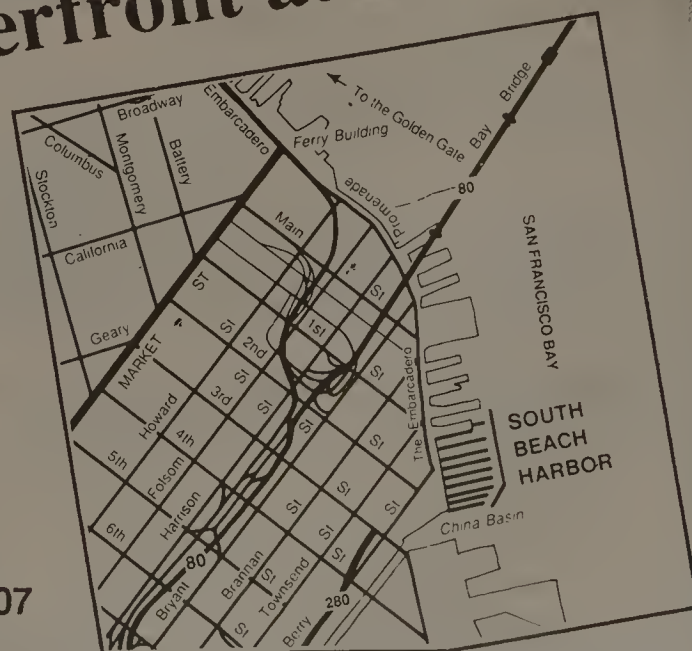 erfront a
Broadway
Columbus
Montgomery
Battery
Embarcadero
Stockton
California
Geary
Ferry Building
To the Golden Gate
Bay Bridge
80
Promenade
Main
St
SAN FRANCISCO BAY
MARKET ST
1st
St
2nd
St
3rd
St
4th
5th
6th
Howard
St
Folsom
St
Harrison
St
The Embarcadero
SOUTH
BEACH
HARBOR
China Basin
80
Bryant
St
Brannan
St
Townsend
St
Berry
St
280
07